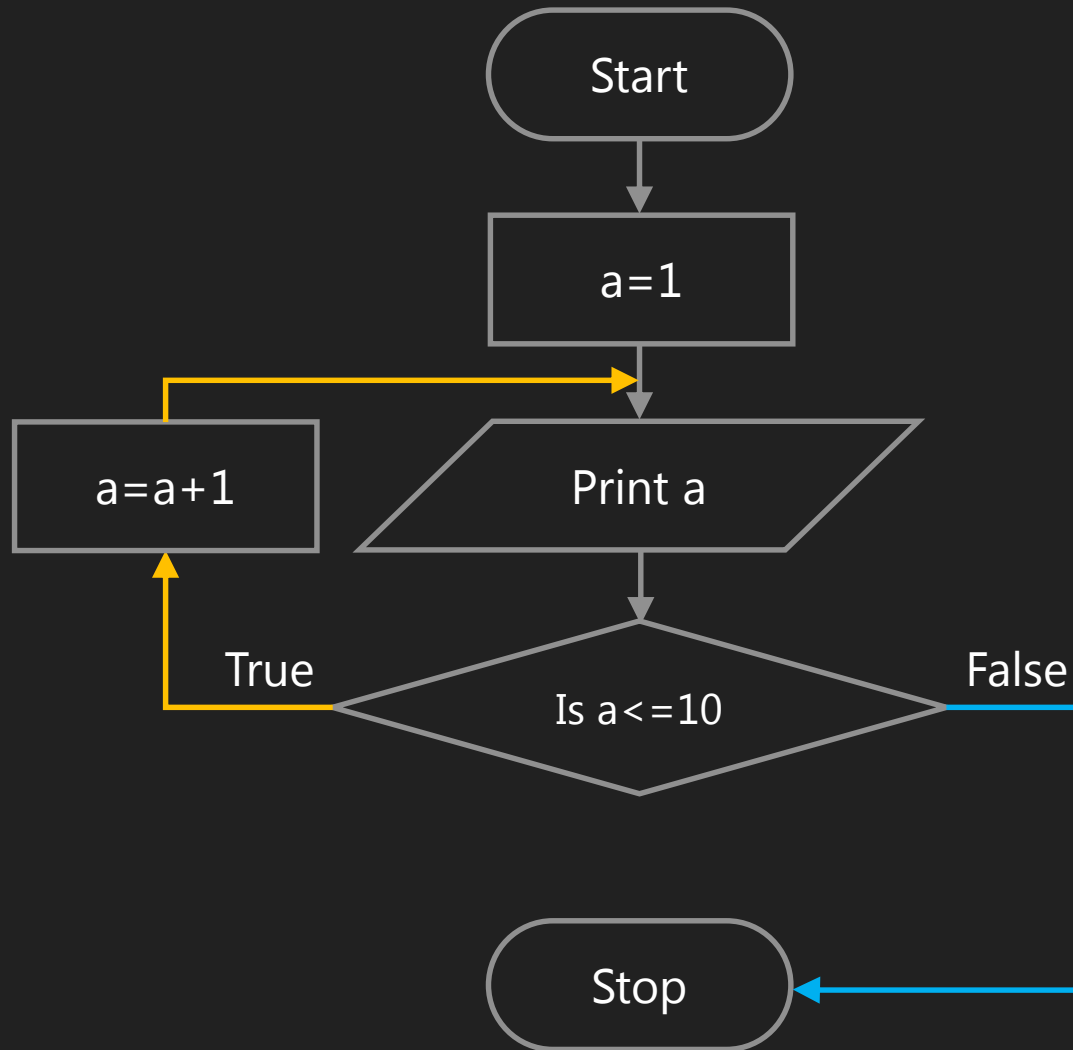 Start
a=1
a=a+1
Print a
True
False
Is a<=10
Stop